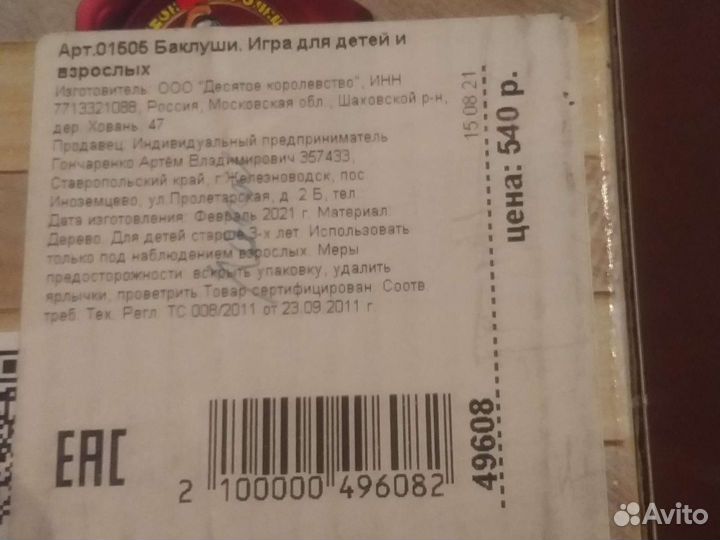 Арт.01505 Баклуши. Игра для детей и
взрослых
Изготовитель: ООО "Десятое королевство", ИНН
7713321088, Россия, Московская обл., Шаховской р-н,
дер. Ховань, 47
Продавец: Индивидуальный предприниматель
Гончаренко Артём Владимирович 357433,
Ставропольский край, г.Железноводск, пос
Иноземцево, ул.Пролетарская, д. 2 Б, тел
Дата изготовления: Февраль 2021 г. Материал:
Дерево. Для детей старше 3-х лет. Использовать
только под наблюдением взрослых. Меры
предосторожности: вскрыть упаковку, удалить
ярлычки, проветрить Товар сертифицирован. Соотв.
треб. Тех. Регл. ТС 008/2011 от 23.09.2011 г.
15.08.21
цена: 540 р.
49608
EAC
2 100000 496082
Avito